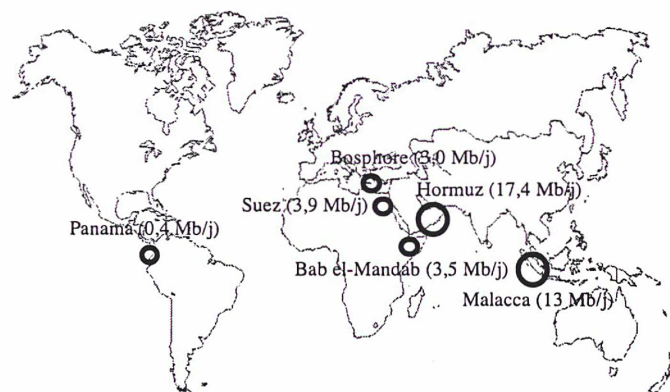 Bosphore (3,0 Mb/j)
Hormuz (17,4 Mb/j)
Suez (3,9 Mb/j)
Panama (0,4 Mb/j)
Bab el-Mandab (3,5 Mb/j)
Malacca (13 Mb/j)